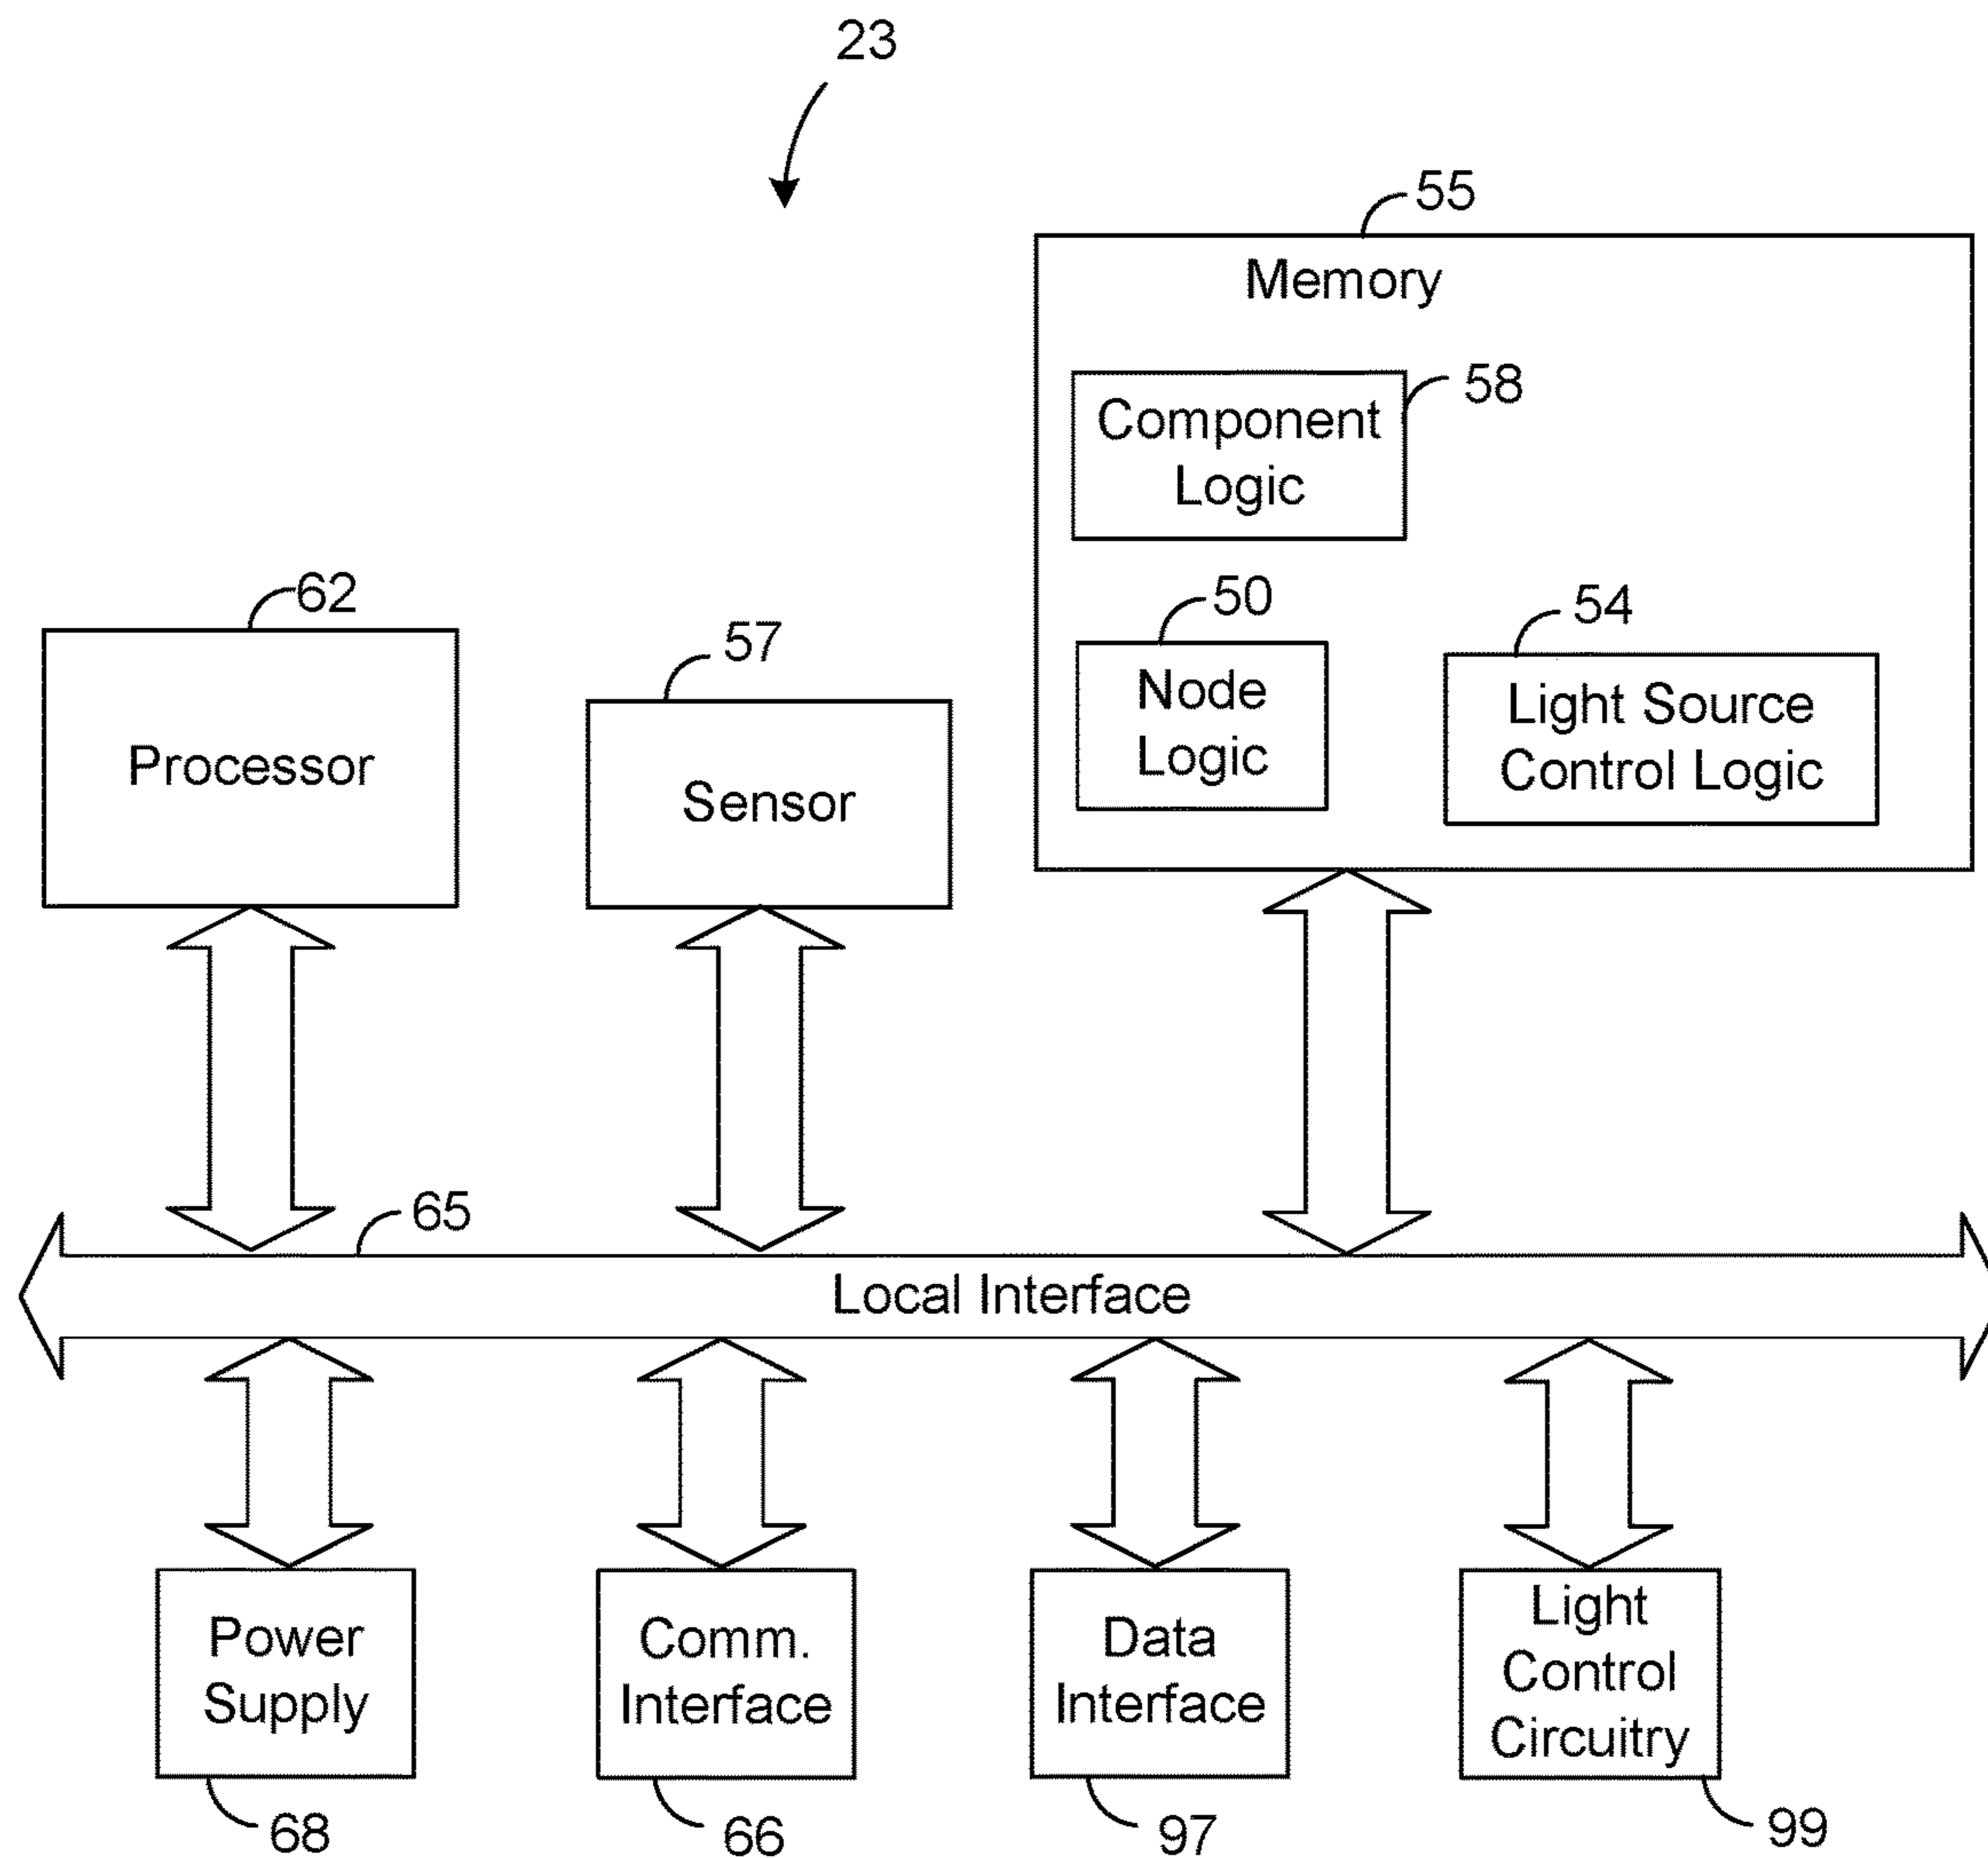 23
55
Memory
58
Component
Logic
62
57
50
54
Node
Logic
Light Source
Control Logic
Processor
Sensor
65
Local Interface
Power
Supply
Comm.
Interface
Data
Interface
Light
Control
Circuitry
68
66
97
99